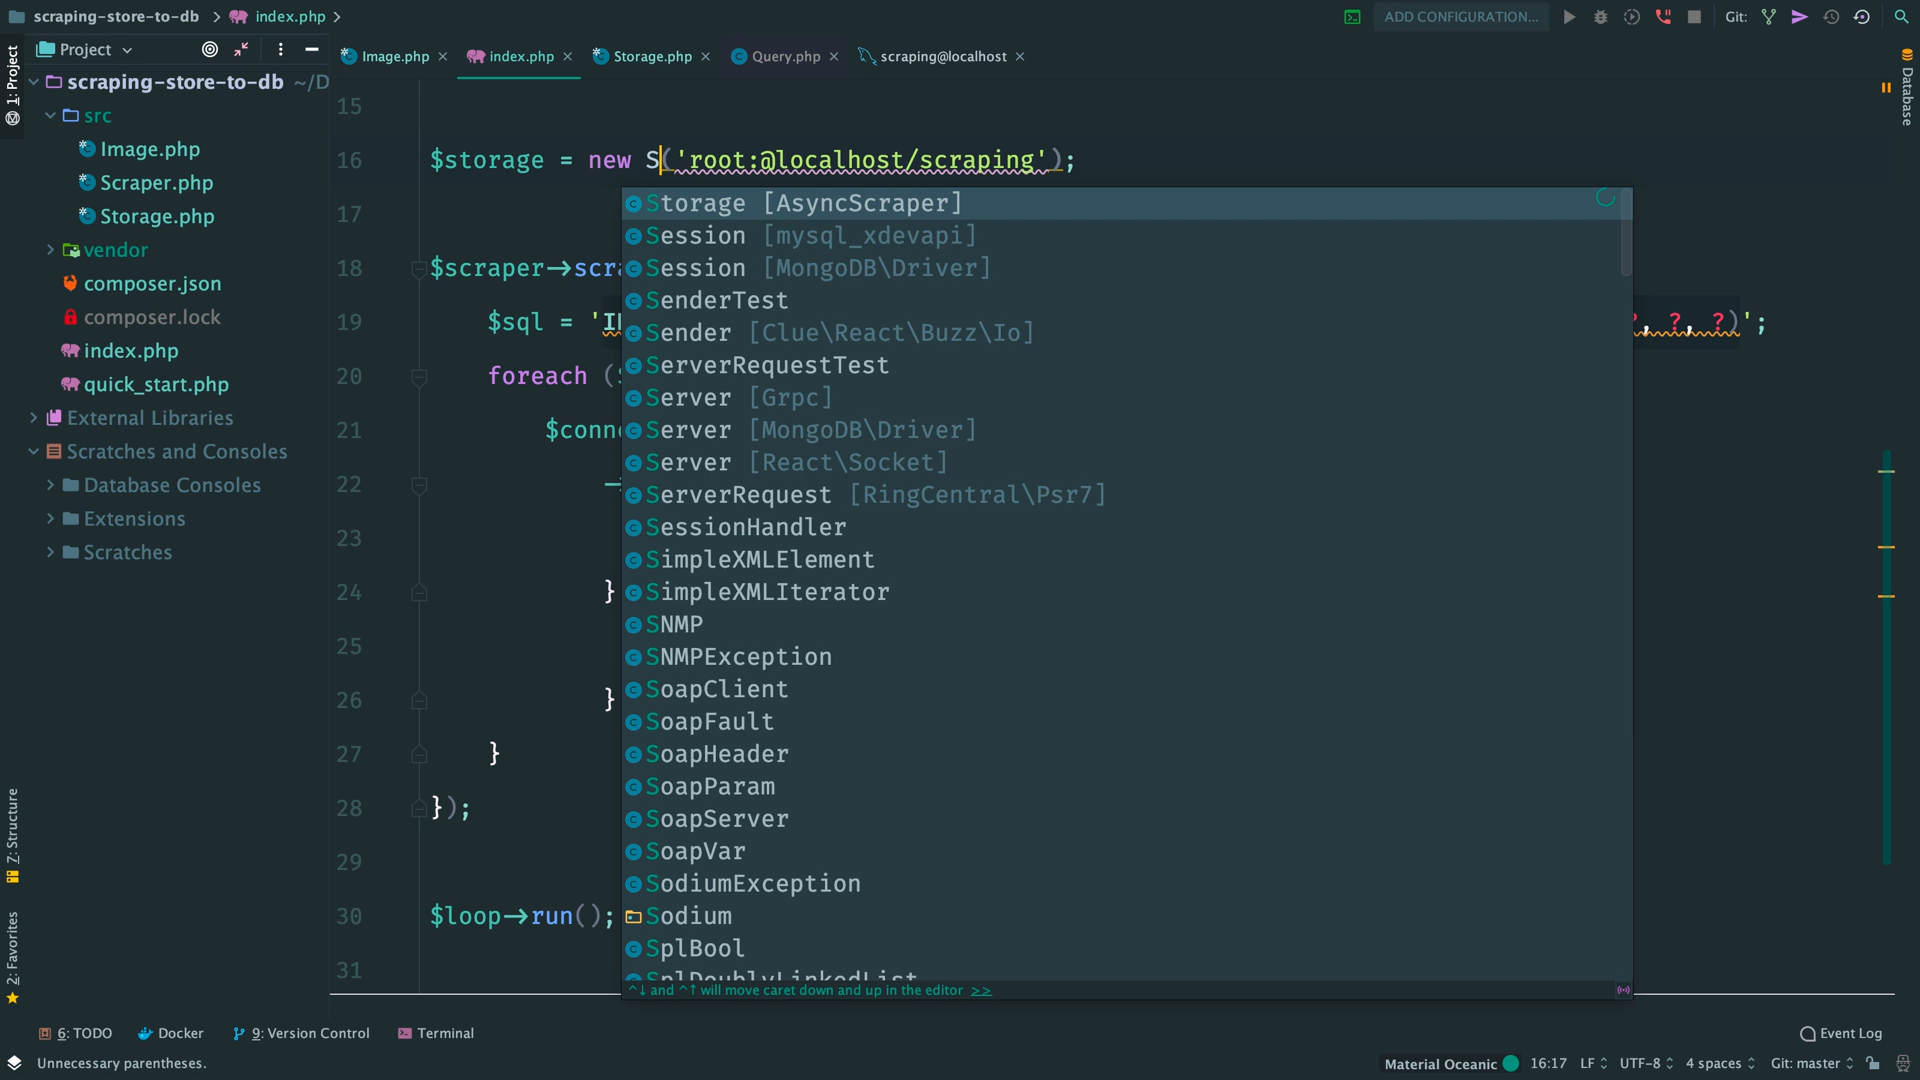 scraping-store-to-db
index.php
ADD CONFIGURATION...
Git:
Project
Image.php
index.php
Storage.php
Query.php
scraping@localhost
1: Project
scraping-store-to-db ~/D
src
Image.php
Scraper.php
Storage.php
vendor
composer.json
composer.lock
index.php
quick_start.php
External Libraries
Scratches and Consoles
Database Consoles
Extensions
Scratches
7: Structure
2: Favorites
Database
15
16 $storage = new S('root:@localhost/scraping');
17
18 $scraper→scra
19 $sql = 'I ?, ?, ?)';
20 foreach (
21 $conne
22
23
24 }
25
26 }
27 }
28 });
29
30 $loop→run();
31
Storage [AsyncScraper]
Session [mysql_xdevapi]
Session [MongoDB\Driver]
SenderTest
Sender [Clue\React\Buzz\Io]
ServerRequestTest
Server [Grpc]
Server [MongoDB\Driver]
Server [React\Socket]
ServerRequest [RingCentral\Psr7]
SessionHandler
SimpleXMLElement
SimpleXMLIterator
SNMP
SNMPException
SoapClient
SoapFault
SoapHeader
SoapParam
SoapServer
SoapVar
SodiumException
Sodium
SplBool
SplDoublyLinkedList
^↓ and ^↑ will move caret down and up in the editor >>
6: TODO
Docker
9: Version Control
Terminal
Event Log
Unnecessary parentheses.
Material Oceanic
16:17
LF
UTF-8
4 spaces
Git: master